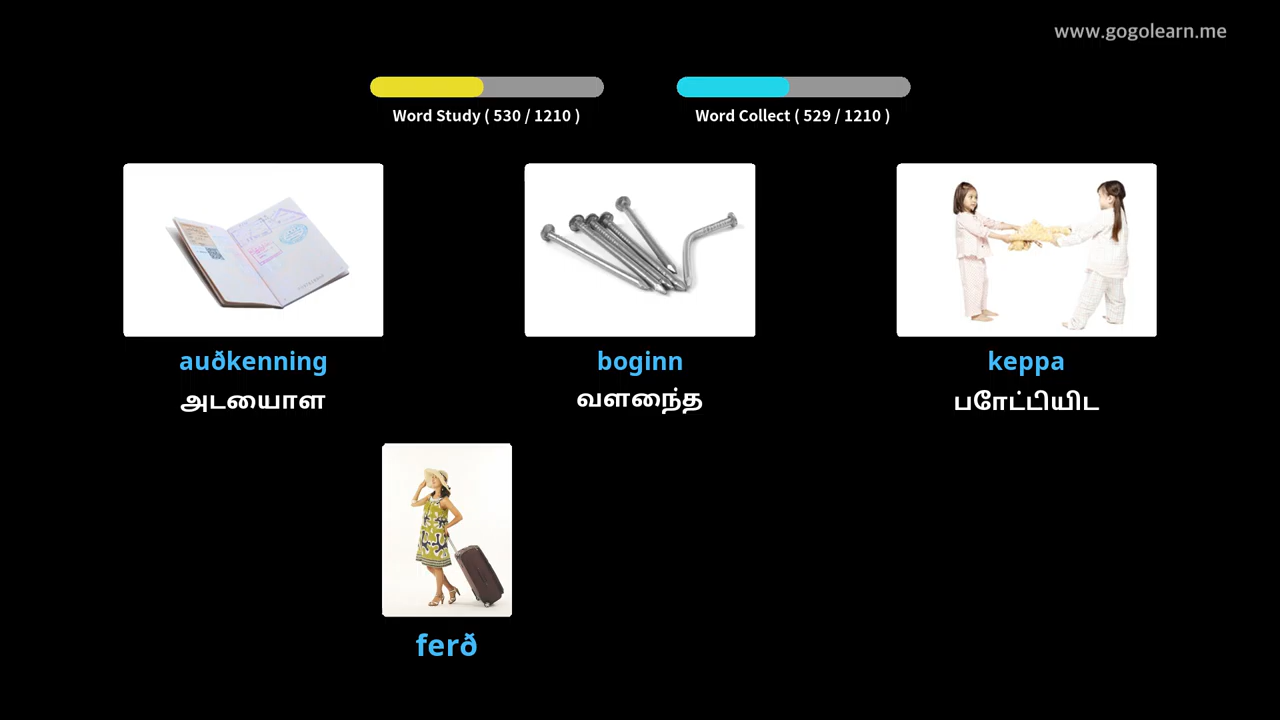 www.gogolearn.me
Word Study ( 530 / 1210 )
Word Collect ( 529 / 1210 )
auðkenning
boginn
keppa
அடையாள
வளைந்த
போட்டியிட
ferð